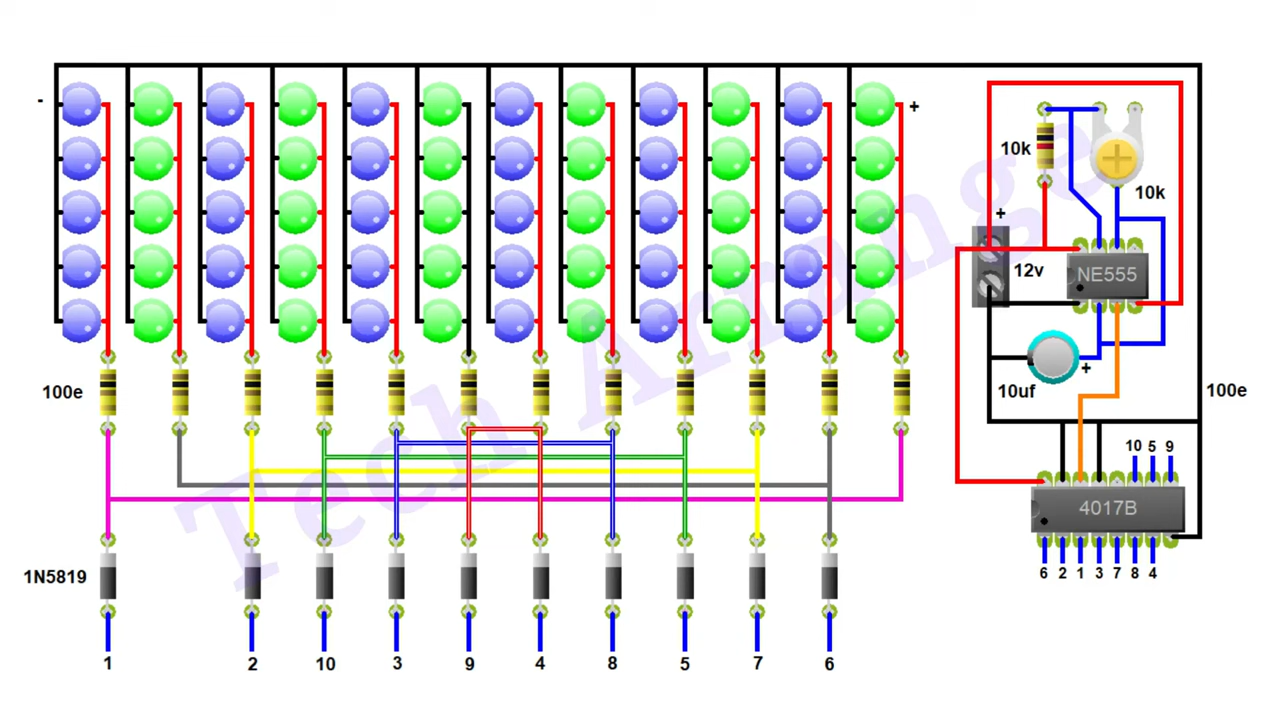 -
+
10k
10k
+
12v
NE555
+
10uf
100e
100e
10 5 9
4017B
6 2 1 3 7 8 4
1N5819
1 2 10 3 9 4 8 5 7 6
Tech Arrange